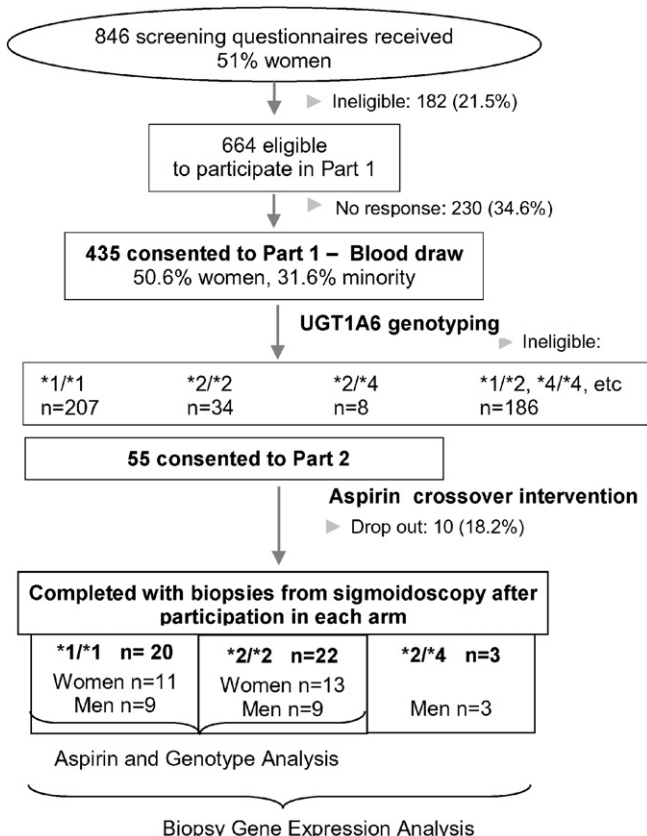 846 screening questionnaires received
51% women
Ineligible: 182 (21.5%)
664 eligible
to participate in Part 1
No response: 230 (34.6%)
435 consented to Part 1 – Blood draw
50.6% women, 31.6% minority
UGT1A6 genotyping
Ineligible:
*1/*1 *2/*2 *2/*4 *1/*2, *4/*4, etc
n=207 n=34 n=8 n=186
55 consented to Part 2
Aspirin crossover intervention
Drop out: 10 (18.2%)
Completed with biopsies from sigmoidoscopy after
participation in each arm
*1/*1 n= 20 *2/*2 n=22 *2/*4 n=3
Women n=11 Women n=13
Men n=9 Men n=9 Men n=3
Aspirin and Genotype Analysis
Biopsy Gene Expression Analysis